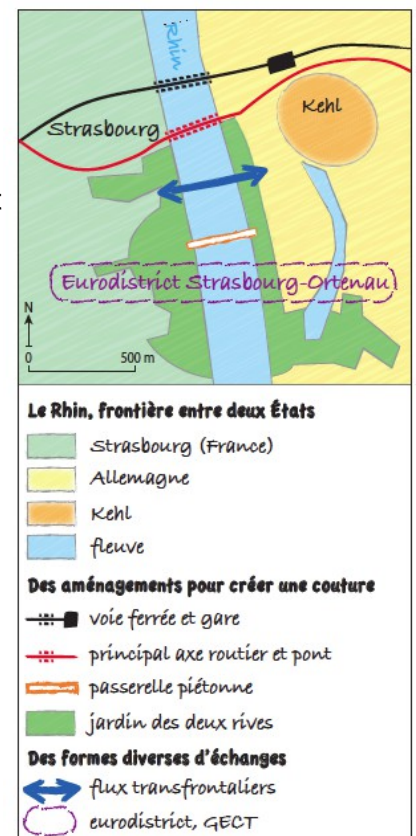 Rhin
Kehl
Strasbourg
Eurodistrict Strasbourg-Ortenau
N
0 500 m
Le Rhin, frontière entre deux États
Strasbourg (France)
Allemagne
Kehl
fleuve
Des aménagements pour créer une couture
voie ferrée et gare
principal axe routier et pont
passerelle piétonne
jardin des deux rives
Des formes diverses d'échanges
flux transfrontaliers
eurodistrict, GECT